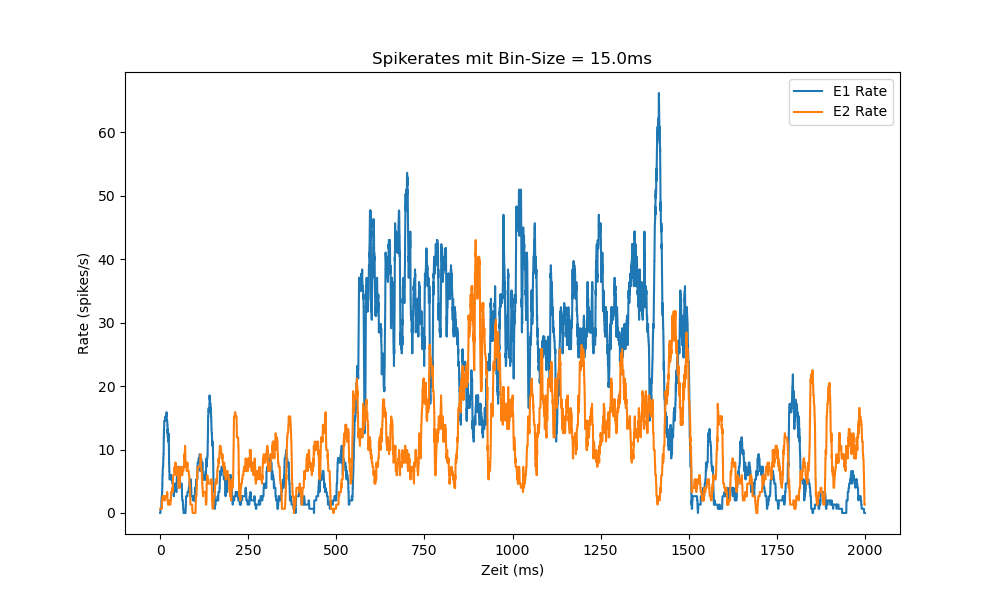 Spikerates mit Bin-Size = 15.0ms
E1 Rate
E2 Rate
Rate (spikes/s)
60
50
40
30
20
10
0
0 250 500 750 1000 1250 1500 1750 2000
Zeit (ms)